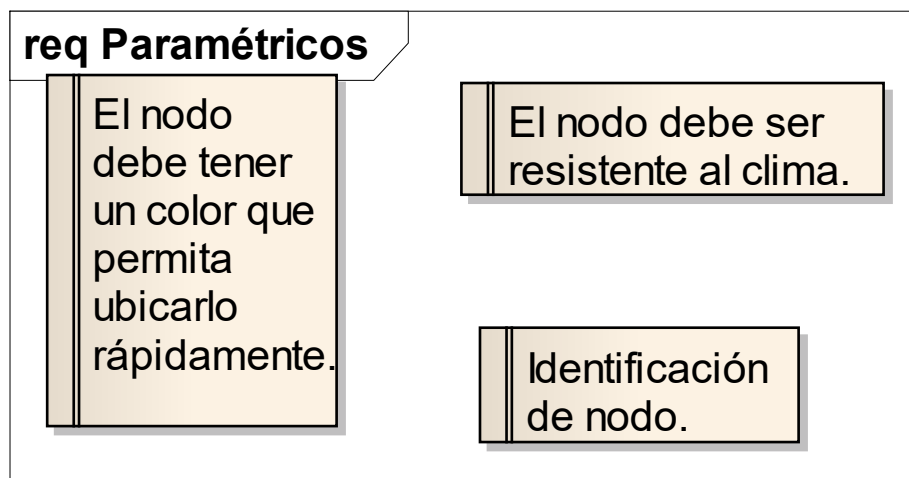 req Paramétricos
El nodo
debe tener
un color que
permita
ubicarlo
rápidamente.
El nodo debe ser
resistente al clima.
Identificación
de nodo.